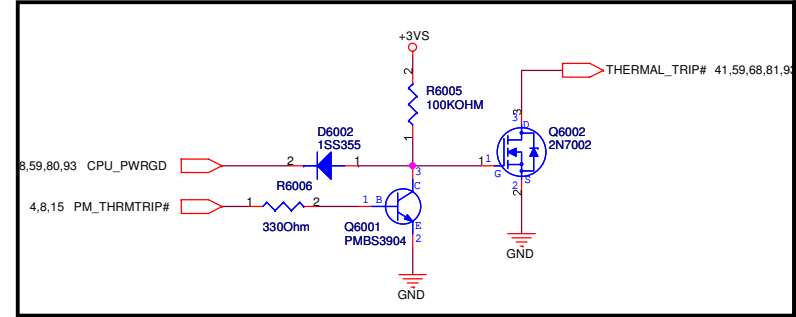 +3VS
2
R6005
100KOHM
1
THERMAL_TRIP# 41,59,68,81,93
3
3 D
Q6002
2N7002
D6002
1SS355
8,59,80,93 CPU_PWRGD
2 1
1 1
G
S
2
2
3
C
R6006
4,8,15 PM_THRMTRIP#
1 2
1 B
330Ohm
Q6001
PMBS3904
E
2
GND
GND